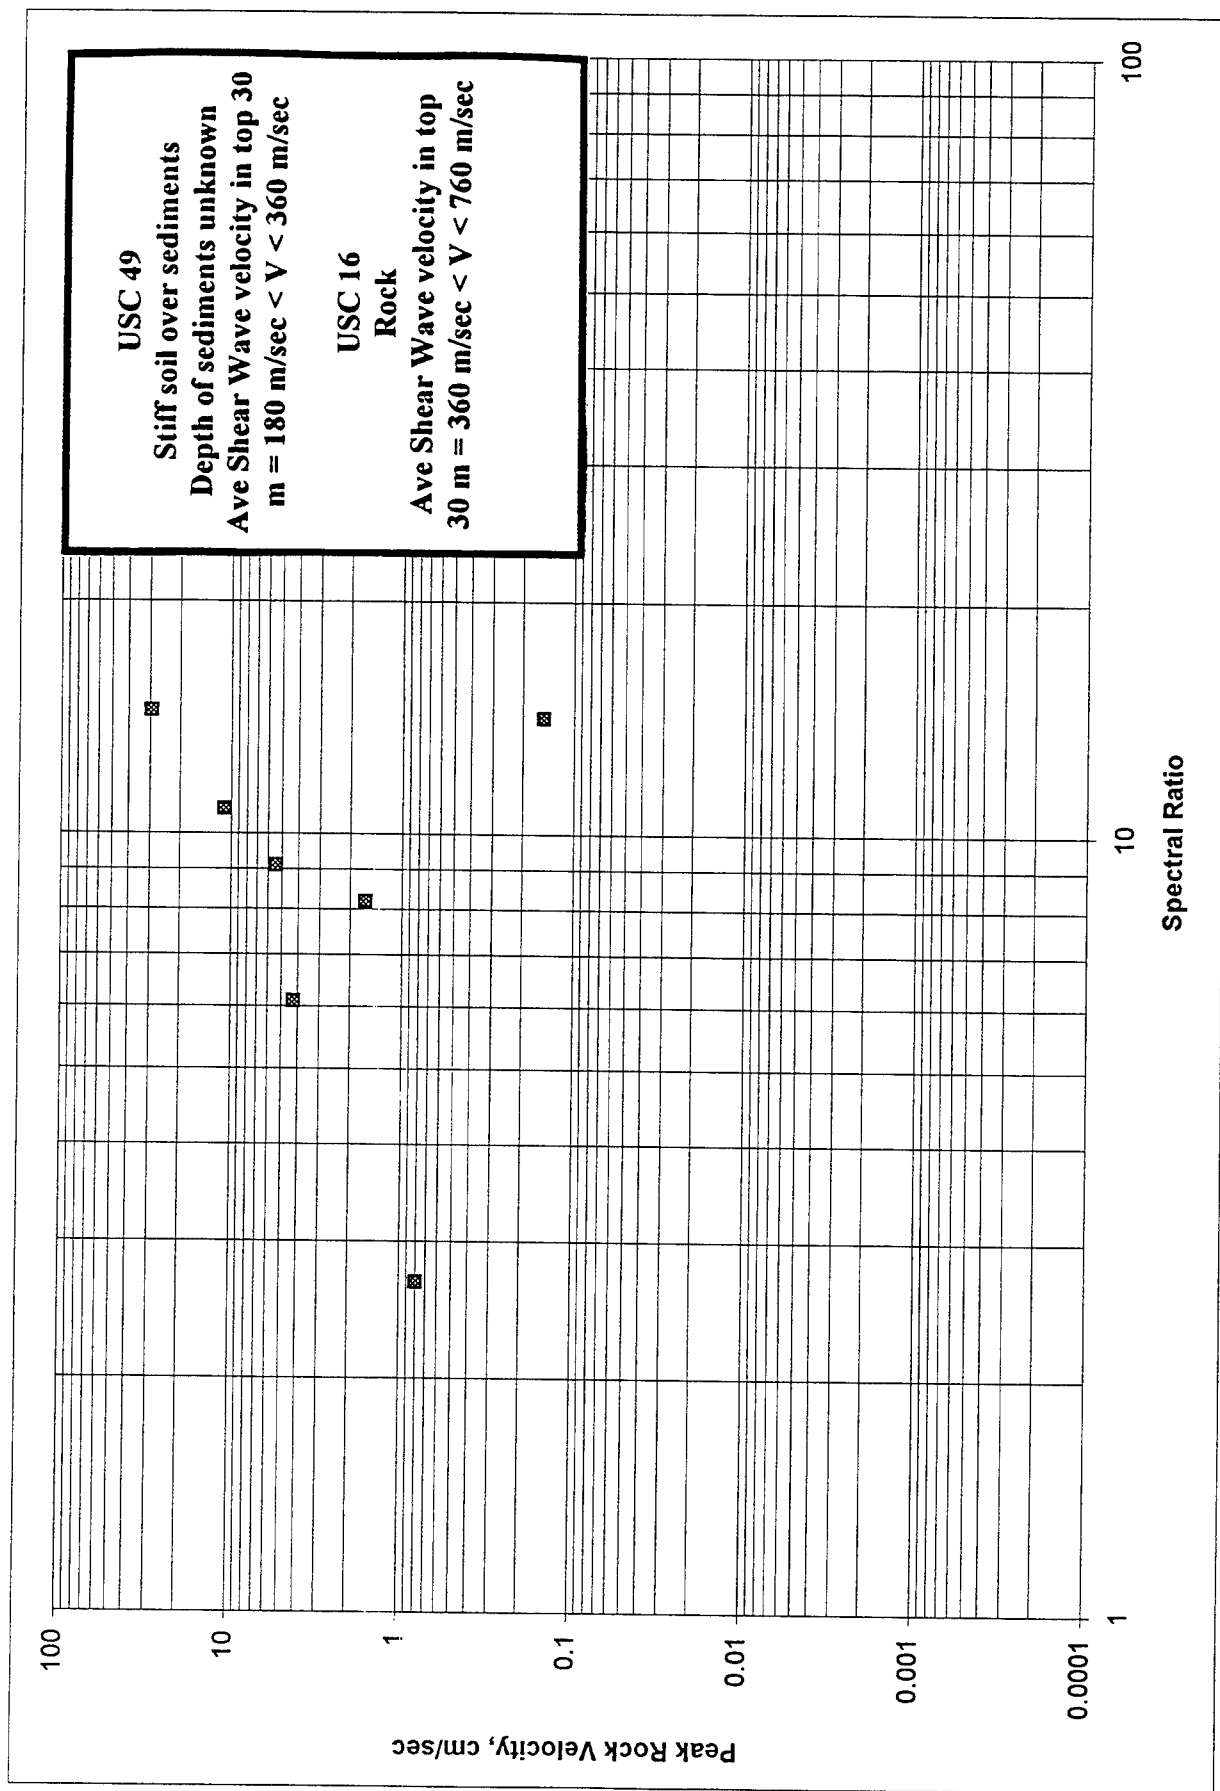 USC 49
Stiff soil over sediments
Depth of sediments unknown
Ave Shear Wave velocity in top 30
m = 180 m/sec < V < 360 m/sec
USC 16
Rock
Ave Shear Wave velocity in top
30 m = 360 m/sec < V < 760 m/sec
Peak Rock Velocity, cm/sec
100
10
1
0.1
0.01
0.001
0.0001
1
10
100
Spectral Ratio